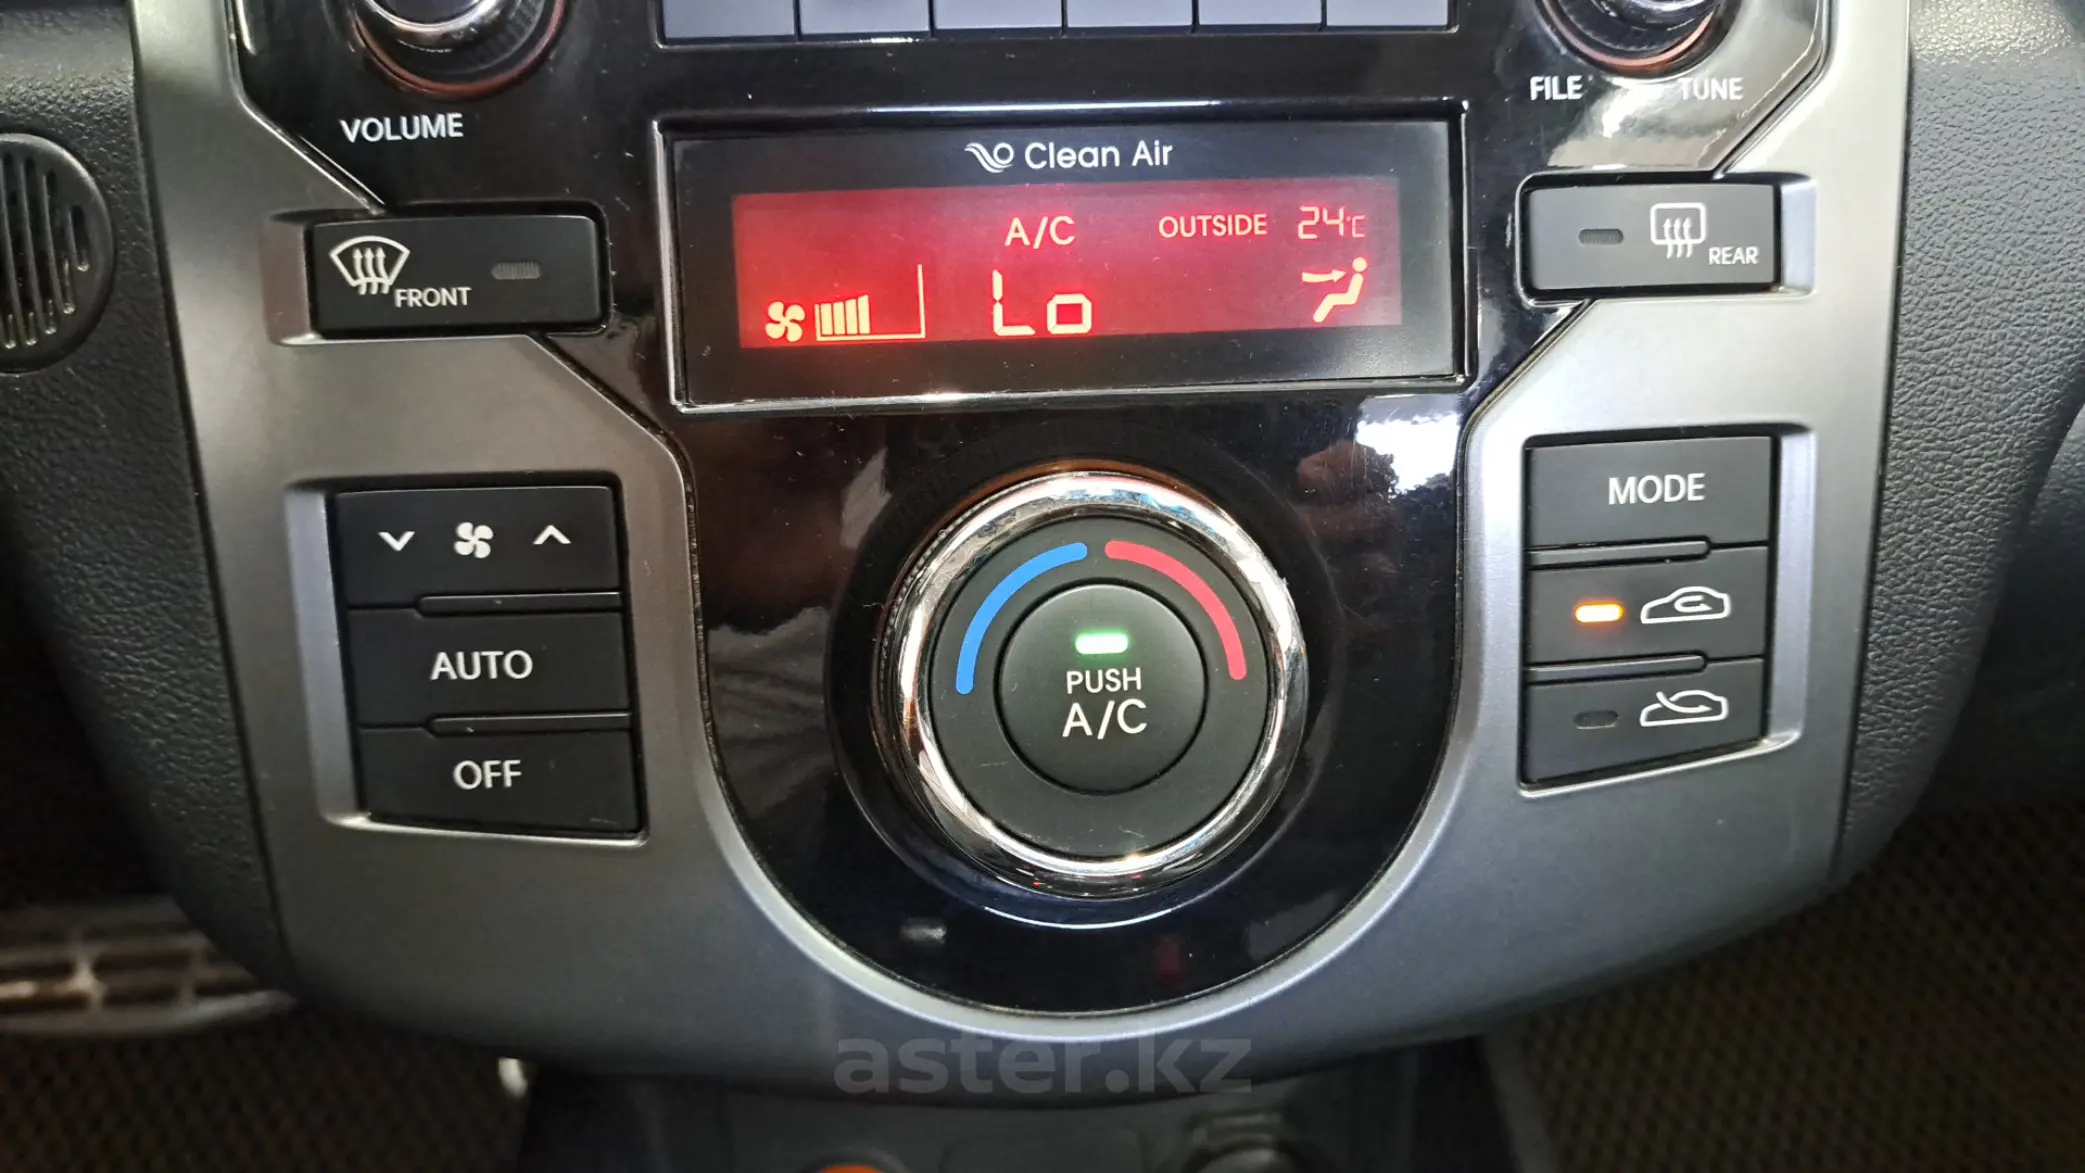 VOLUME
FILE
TUNE
Clean Air
A/C OUTSIDE 24°C
Lo
FRONT
REAR
AUTO
OFF
PUSH
A/C
MODE
aster.kz